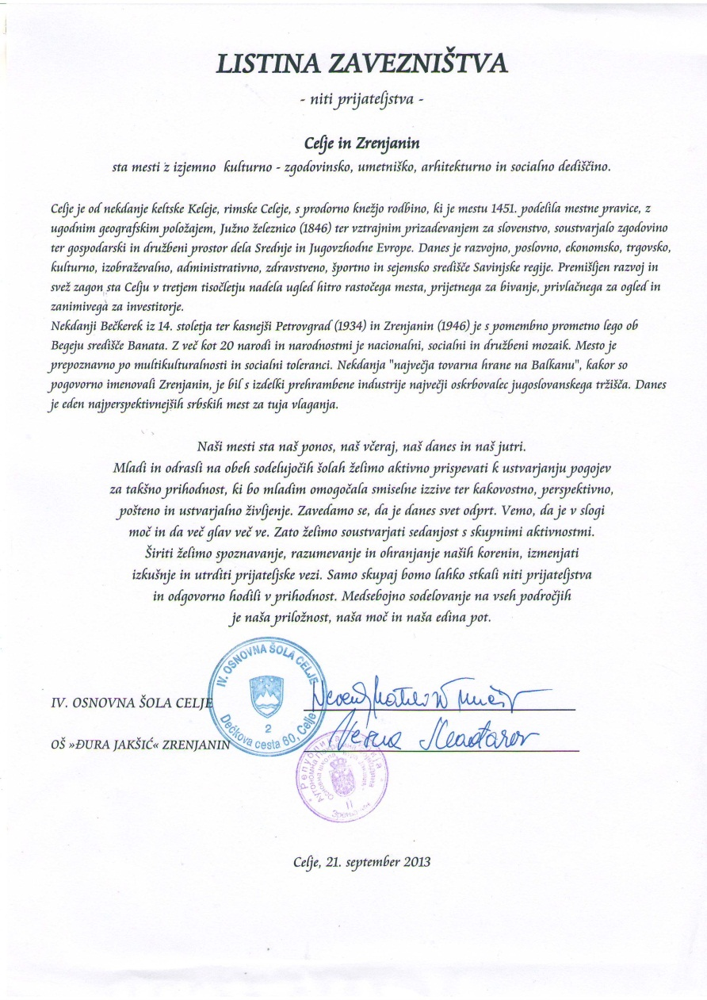 LISTINA ZAVEZNIŠTVA
- niti prijateljstva -
Celje in Zrenjanin
sta mesti z izjemno kulturno - zgodovinsko, umetniško, arhitekturno in socialno dediščino.
Celje je od nekdanje keltske Keleje, rimske Celeje, s prodorno knežjo rodbino, ki je mestu 1451. podelila mestne pravice, z
ugodnim geografskim položajem, Južno železnico (1846) ter vztrajnim prizadevanjem za slovenstvo, soustvarjalo zgodovino
ter gospodarski in družbeni prostor dela Srednje in Jugovzhodne Evrope. Danes je razvojno, poslovno, ekonomsko, trgovsko,
kulturno, izobraževalno, administrativno, zdravstveno, športno in sejemsko središče Savinjske regije. Premišljen razvoj in
svež zagon sta Celju v tretjem tisočletju nadela ugled hitro rastočega mesta, prijetnega za bivanje, privlačnega za ogled in
zanimivega za investitorje.
Nekdanji Bečkerek iz 14. stoletja ter kasnejši Petrovgrad (1934) in Zrenjanin (1946) je s pomembno prometno lego ob
Begeju središče Banata. Z več kot 20 narodi in narodnostmi je nacionalni, socialni in družbeni mozaik. Mesto je
prepoznavno po multikulturalnosti in socialni toleranci. Nekdanja "največja tovarna hrane na Balkanu", kakor so
pogovorno imenovali Zrenjanin, je bil s izdelki prehrambene industrije največji oskrbovalec jugoslovanskega tržišča. Danes
je eden najperspektivnejših srbskih mest za tuja vlaganja.
Naši mesti sta naš ponos, naš včeraj, naš danes in naš jutri.
Mladi in odrasli na obeh sodelujočih šolah želimo aktivno prispevati k ustvarjanju pogojev
za takšno prihodnost, ki bo mladim omogočala smiselne izzive ter kakovostno, perspektivno,
pošteno in ustvarjalno življenje. Zavedamo se, da je danes svet odprt. Vemo, da je v slogi
moč in da več glav več ve. Zato želimo soustvarjati sedanjost s skupnimi aktivnostmi.
Širiti želimo spoznavanje, razumevanje in ohranjanje naših korenin, izmenjati
izkušnje in utrditi prijateljske vezi. Samo skupaj bomo lahko stkali niti prijateljstva
in odgovorno hodili v prihodnost. Medsebojno sodelovanje na vseh področjih
je naša priložnost, naša moč in naša edina pot.
IV. OSNOVNA ŠOLA CELJE
2
Dečkova cesta 60, Celje
IV. OSNOVNA ŠOLA CELJE
OŠ »ĐURA JAKŠIĆ« ZRENJANIN
Република
Celje, 21. september 2013